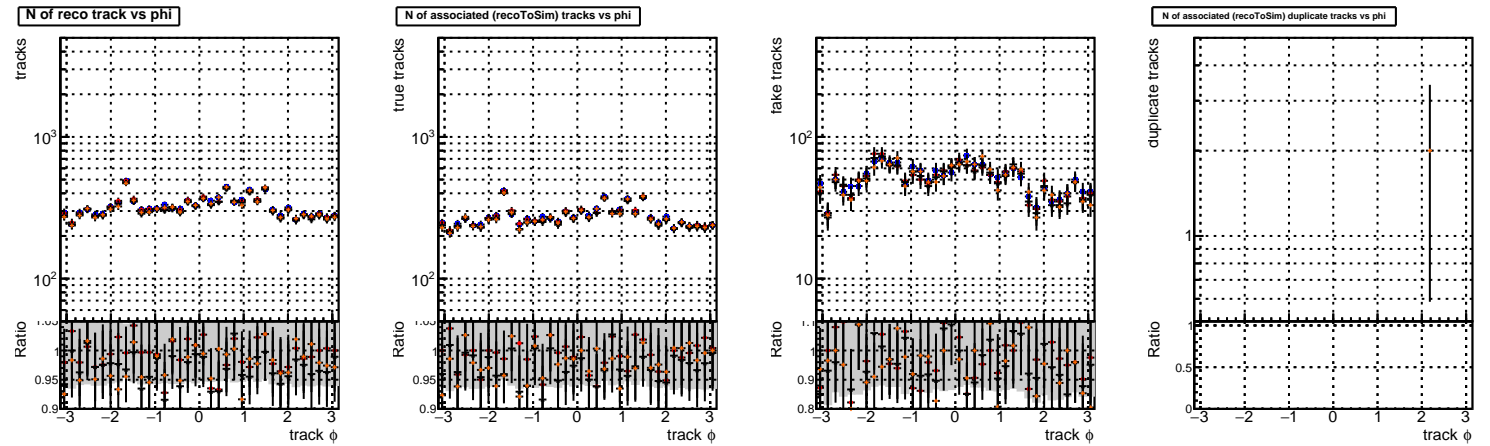 N of reco track vs phi
N of associated (recoToSim) tracks vs phi
N of associated (recoToSim) duplicate tracks vs phi
tracks
10³
10²
true tracks
10³
10²
fake tracks
10²
10
duplicate tracks
1
Ratio
1
0.95
0.9
−3 −2 −1 0 1 2 3
track ϕ
Ratio
1
0.95
0.9
−3 −2 −1 0 1 2 3
track ϕ
Ratio
1
0.9
0.8
−3 −2 −1 0 1 2 3
track ϕ
Ratio
1
0.5
0
−3 −2 −1 0 1 2 3
track ϕ